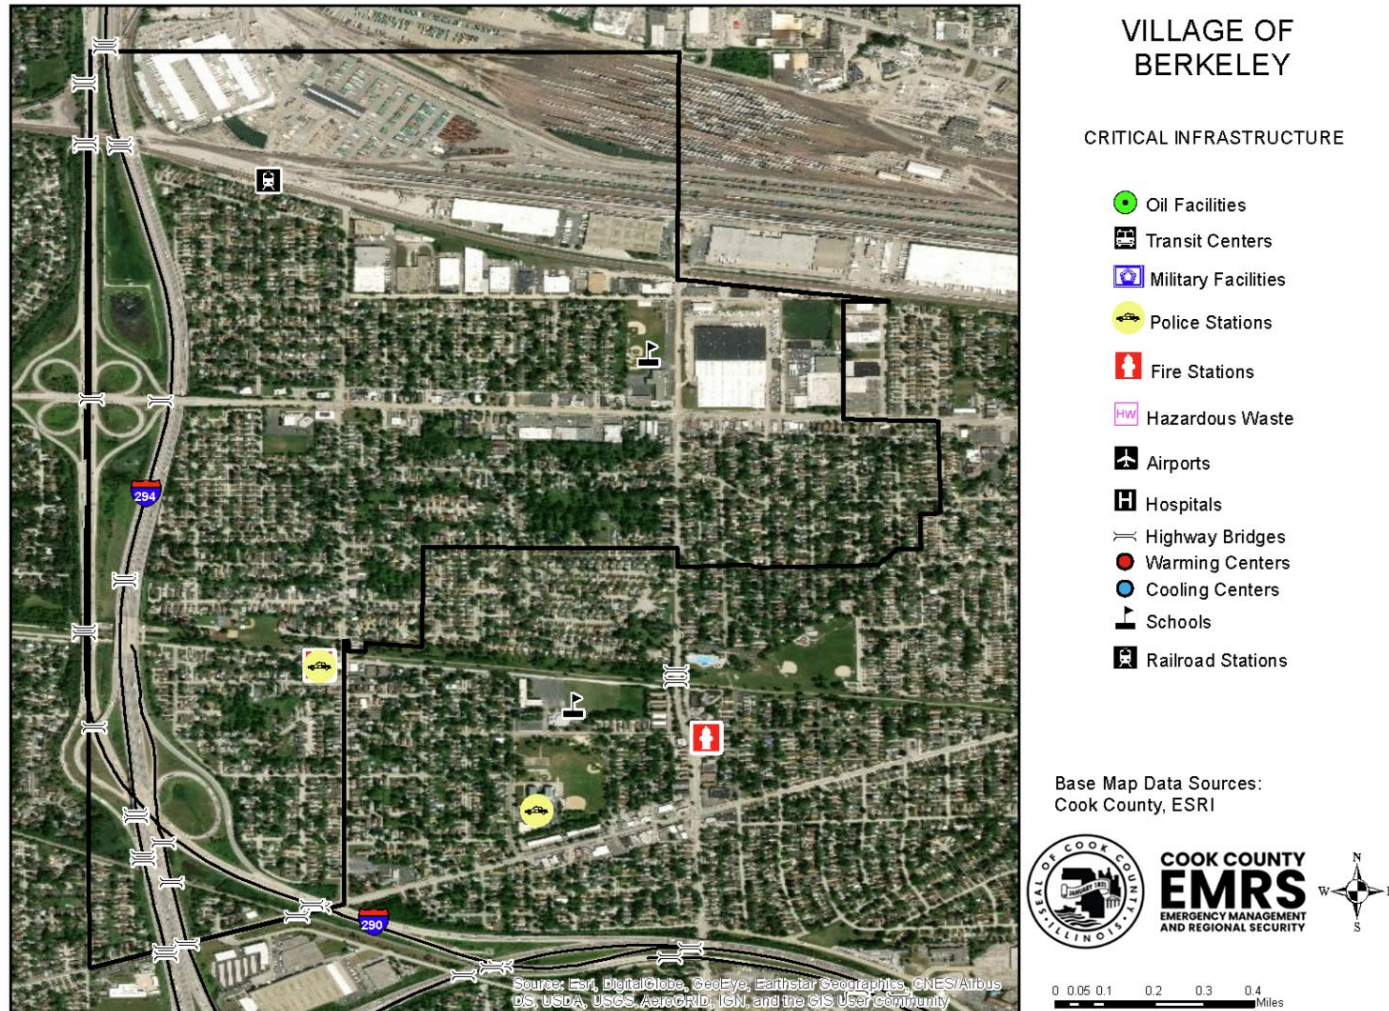 VILLAGE OF
BERKELEY
CRITICAL INFRASTRUCTURE
Oil Facilities
Transit Centers
Military Facilities
Police Stations
Fire Stations
HW Hazardous Waste
Airports
H Hospitals
Highway Bridges
Warming Centers
Cooling Centers
Schools
Railroad Stations
294
290
Base Map Data Sources:
Cook County, ESRI
SEAL OF COOK COUNTY
JANUARY 1831
ILLINOIS
COOK COUNTY
EMRS
EMERGENCY MANAGEMENT
AND REGIONAL SECURITY
N
W E
S
Source: Esri, DigitalGlobe, GeoEye, Earthstar Geographics, CNES/Airbus
DS, USDA, USGS, AeroGRID, IGN, and the GIS User Community
0 0.05 0.1 0.2 0.3 0.4
Miles